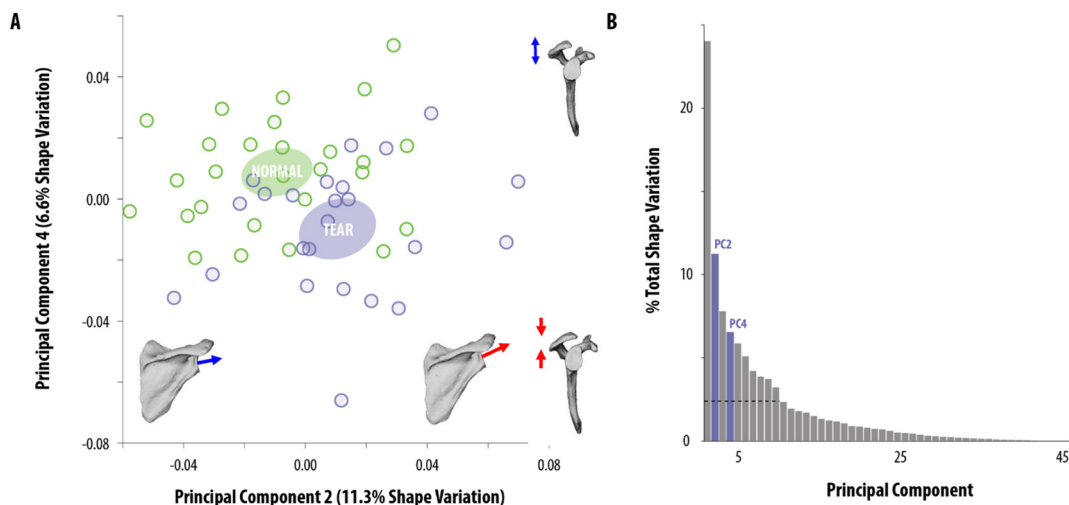 A
Principal Component 4 (6.6% Shape Variation)
0.04
0.00
-0.04
-0.08
NORMAL
TEAR
-0.04
0.00
0.04
0.08
Principal Component 2 (11.3% Shape Variation)
B
% Total Shape Variation
20
10
0
PC2
PC4
5
25
45
Principal Component